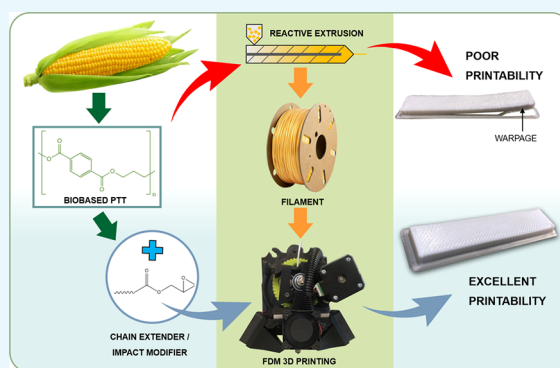 REACTIVE EXTRUSION
POOR
PRINTABILITY
WARPAGE
O
O
O
O
n
BIOBASED PTT
FILAMENT
O
O
O
CHAIN EXTENDER /
IMPACT MODIFIER
FDM 3D PRINTING
EXCELLENT
PRINTABILITY